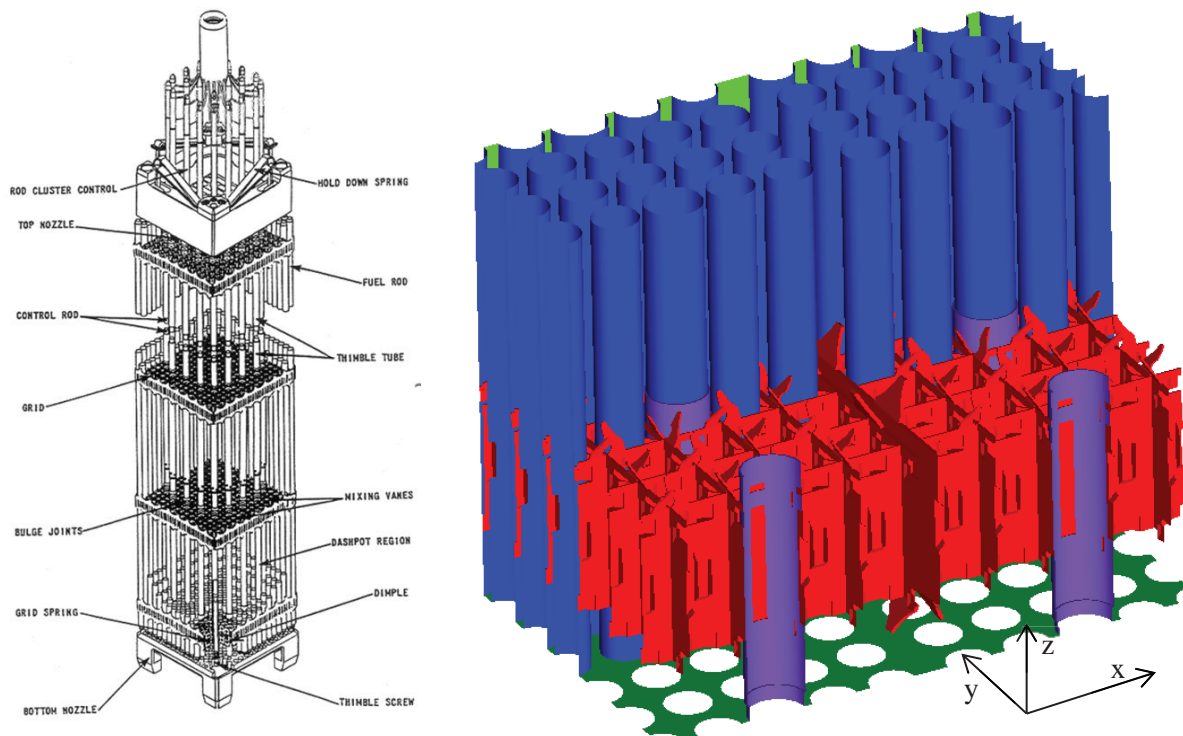 ROD CLUSTER CONTROL
HOLD DOWN SPRING
TOP NOZZLE
FUEL ROD
CONTROL ROD
THIMBLE TUBE
GRID
MIXING VANES
BULGE JOINTS
DASHPOT REGION
GRID SPRING
DIMPLE
BOTTOM NOZZLE
THIMBLE SCREW
z
x
y